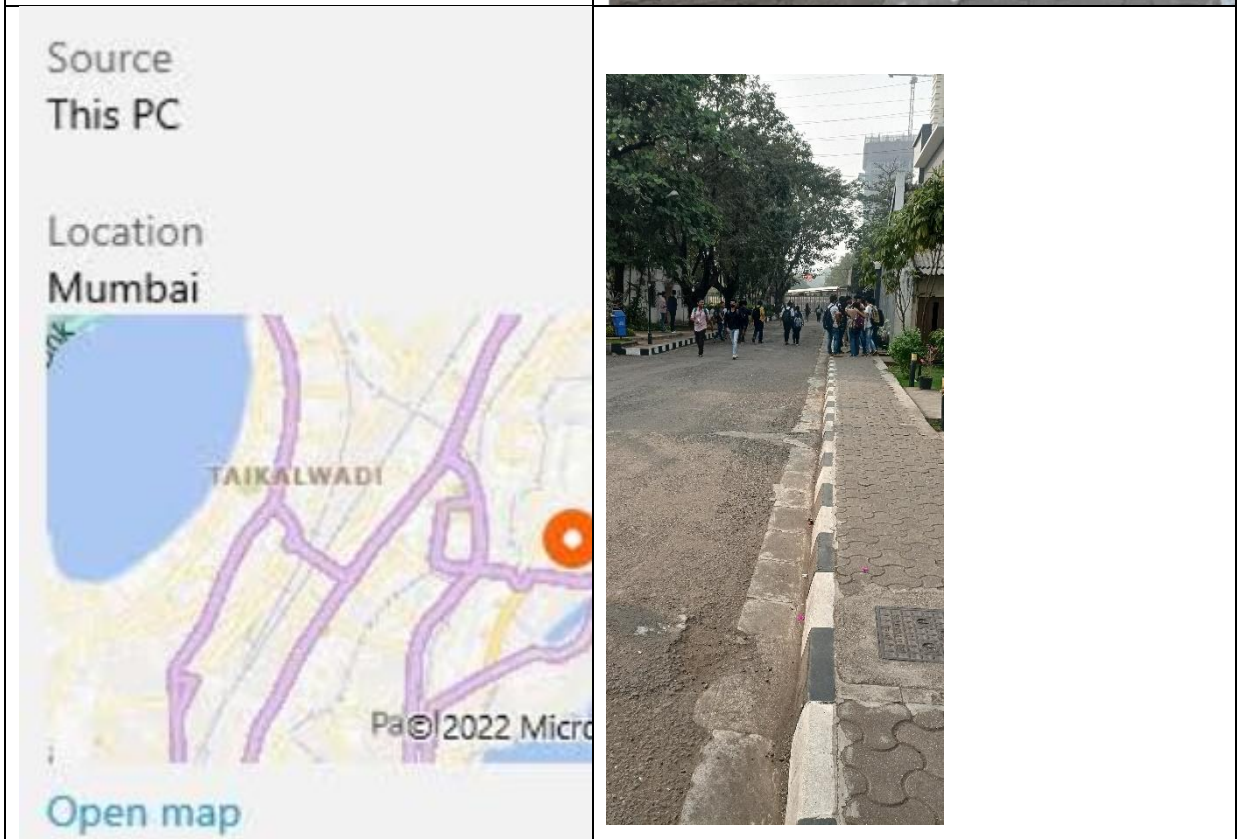 Source
This PC
Location
Mumbai
TAIKALWADI
© 2022 Micro
Open map